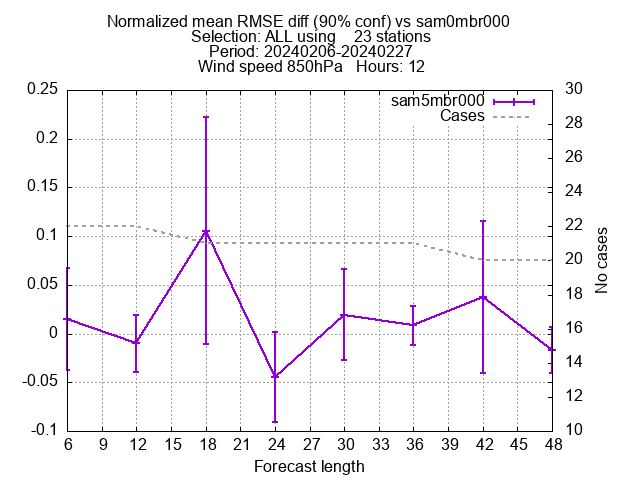 Normalized mean RMSE diff (90% conf) vs sam0mbr000
Selection: ALL using    23 stations
Period: 20240206-20240227
Wind speed 850hPa   Hours: 12
sam5mbr000
Cases
0.25
0.2
0.15
0.1
0.05
0
-0.05
-0.1
30
28
26
24
22
20
18
16
14
12
10
No cases
6 9 12 15 18 21 24 27 30 33 36 39 42 45 48
Forecast length